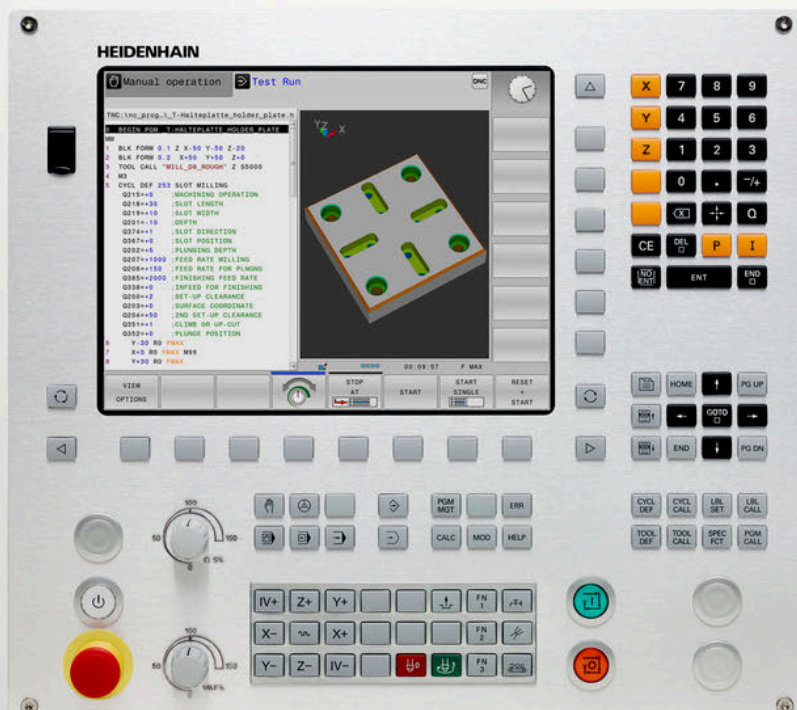 HEIDENHAIN
Manual operation
Test Run
DNC
TNC:\nc_prog…\_T-Halteplatte_holder_plate.h
0 BEGIN PGM T-HALTEPLATTE_HOLDER_PLATE
MM
1 BLK FORM 0.1 Z X-50 Y-50 Z-20
2 BLK FORM 0.2 X+50 Y+50 Z+0
3 TOOL CALL "MILL_D8_ROUGH" Z S5000
4 M3
5 CYCL DEF 253 SLOT MILLING
Q215=+0 ;MACHINING OPERATION
Q218=+30 ;SLOT LENGTH
Q219=+10 ;SLOT WIDTH
Q201=-10 ;DEPTH
Q374=+1 ;SLOT DIRECTION
Q367=+0 ;SLOT POSITION
Q202=+5 ;PLUNGING DEPTH
Q207=+1000 ;FEED RATE MILLING
Q206=+150 ;FEED RATE FOR PLNGNG
Q385=+2000 ;FINISHING FEED RATE
Q338=+0 ;INFEED FOR FINISHING
Q200=+2 ;SET-UP CLEARANCE
Q203=+0 ;SURFACE COORDINATE
Q204=+50 ;2ND SET-UP CLEARANCE
Q351=+1 ;CLIMB OR UP-CUT
Q352=+1 ;PLUNGE POSITION
6 Y-30 R0 FMAX
7 X+0 R0 FMAX M99
8 Y+30 R0 FMAX
Y Z X
00:09:57 F MAX
VIEW
OPTIONS
STOP
AT
START
START
SINGLE
RESET
+
START
X 7 8 9
Y 4 5 6
Z 1 2 3
0 . -/+
Q
CE DEL P I
NO
ENT
ENT
END
HOME PG UP
GOTO
END PG DN
PGM
MGT
ERR
CALC MOD HELP
CYCL
DEF
CYCL
CALL
LBL
SET
LBL
CALL
TOOL
DEF
TOOL
CALL
SPEC
FCT
PGM
CALL
100
50 150
0
S %
100
50 150
0
WM F %
IV+ Z+ Y+
FN
1
X- X+
FN
2
Y- Z- IV-
FN
3